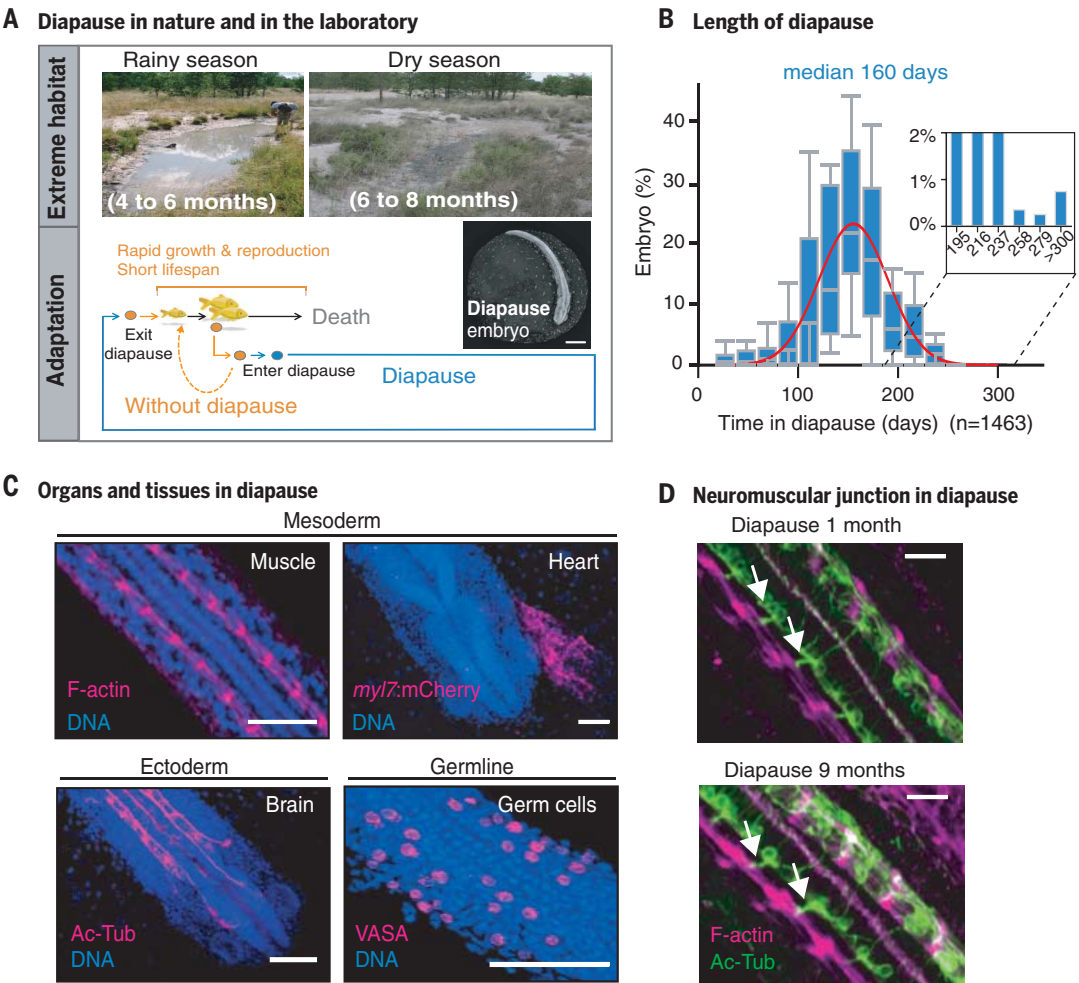 A Diapause in nature and in the laboratory
Extreme habitat
Rainy season
Dry season
(4 to 6 months)
(6 to 8 months)
Adaptation
Rapid growth & reproduction
Short lifespan
Death
Exit
diapause
Enter diapause
Diapause
Without diapause
Diapause
embryo
B Length of diapause
median 160 days
Embryo (%)
40
30
20
10
0
0 100 200 300
Time in diapause (days) (n=1463)
2%
1%
0%
195 216 237 258 279 >300
C Organs and tissues in diapause
Mesoderm
Muscle
F-actin
DNA
Heart
myl7:mCherry
DNA
Ectoderm
Brain
Ac-Tub
DNA
Germline
Germ cells
VASA
DNA
D Neuromuscular junction in diapause
Diapause 1 month
Diapause 9 months
F-actin
Ac-Tub